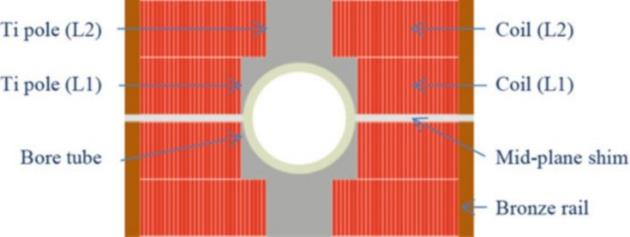 Ti pole (L2)
Coil (L2)
Ti pole (L1)
Coil (L1)
Bore tube
Mid-plane shim
Bronze rail